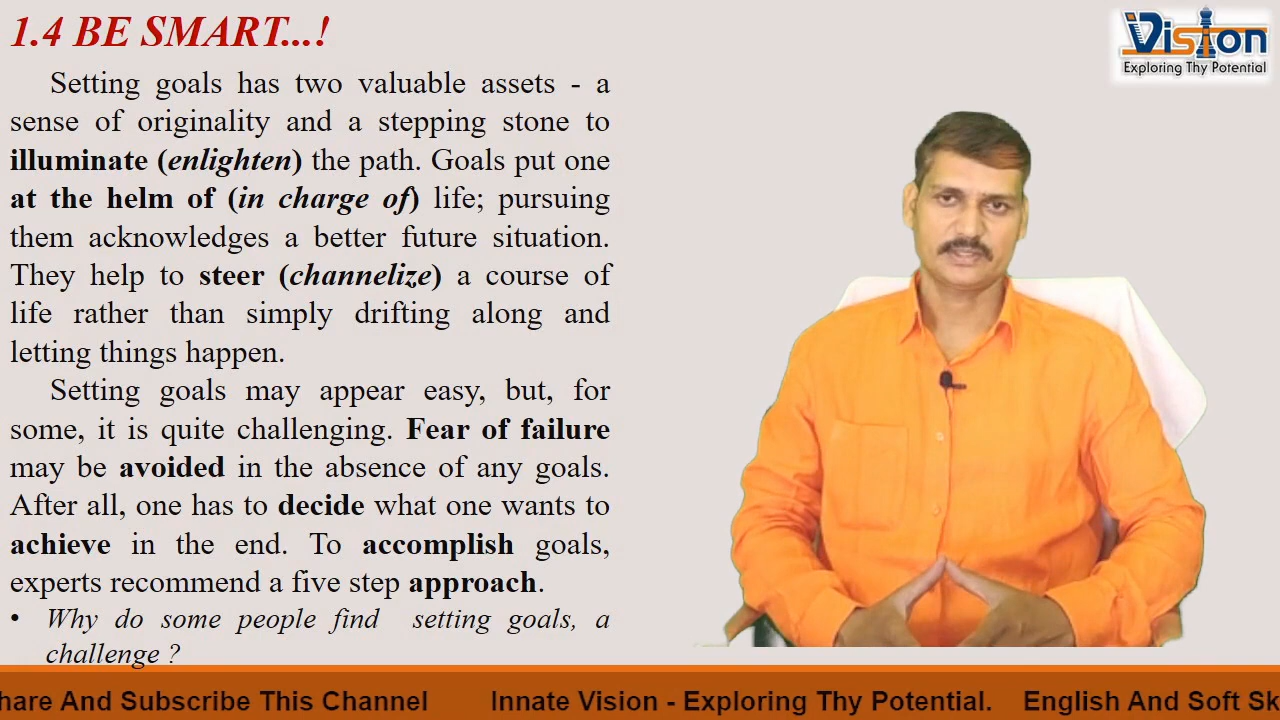 1.4 BE SMART...!
Setting goals has two valuable assets - a
sense of originality and a stepping stone to
illuminate (enlighten) the path. Goals put one
at the helm of (in charge of) life; pursuing
them acknowledges a better future situation.
They help to steer (channelize) a course of
life rather than simply drifting along and
letting things happen.
Setting goals may appear easy, but, for
some, it is quite challenging. Fear of failure
may be avoided in the absence of any goals.
After all, one has to decide what one wants to
achieve in the end. To accomplish goals,
experts recommend a five step approach.
• Why do some people find setting goals, a
challenge ?
Vision
Exploring Thy Potential
hare And Subscribe This Channel Innate Vision - Exploring Thy Potential. English And Soft Sk